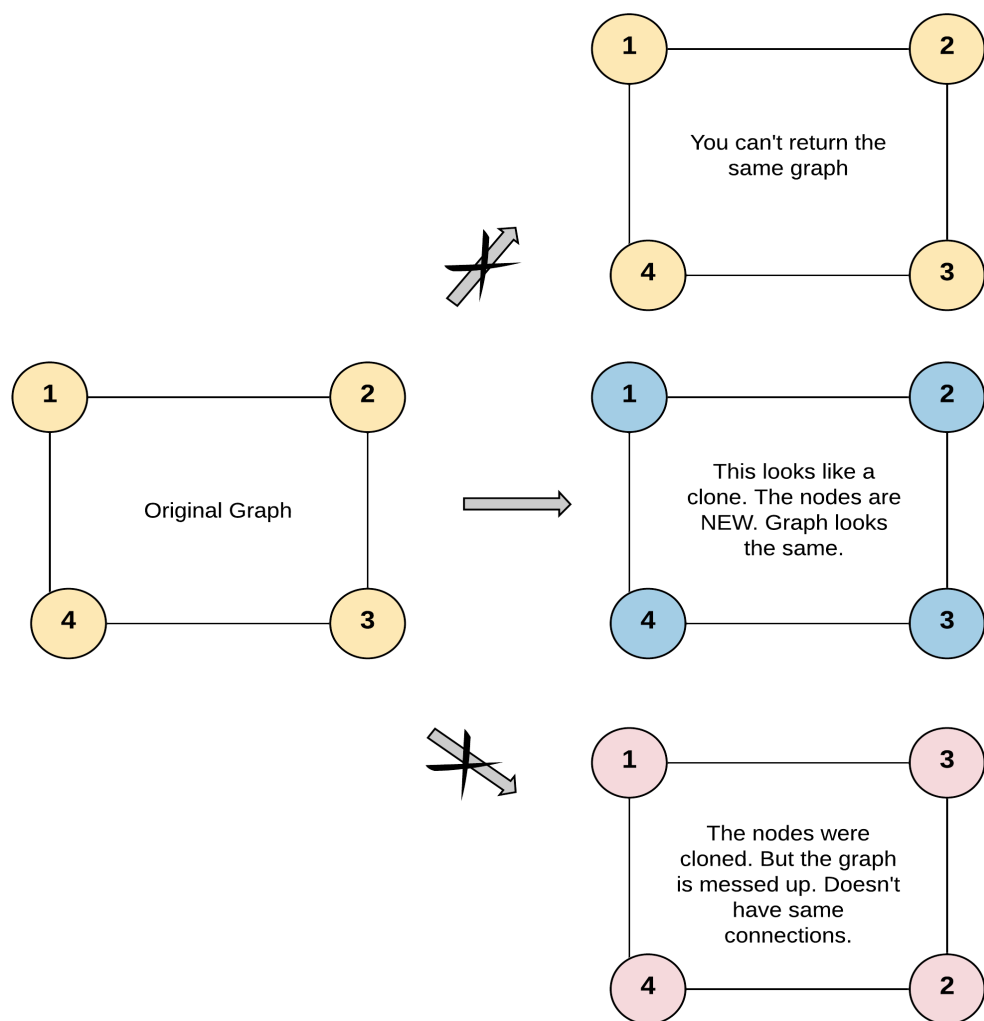 1 2
You can't return the
same graph
4 3
1 2
Original Graph
4 3
1 2
This looks like a
clone. The nodes are
NEW. Graph looks
the same.
4 3
1 3
The nodes were
cloned. But the graph
is messed up. Doesn't
have same
connections.
4 2